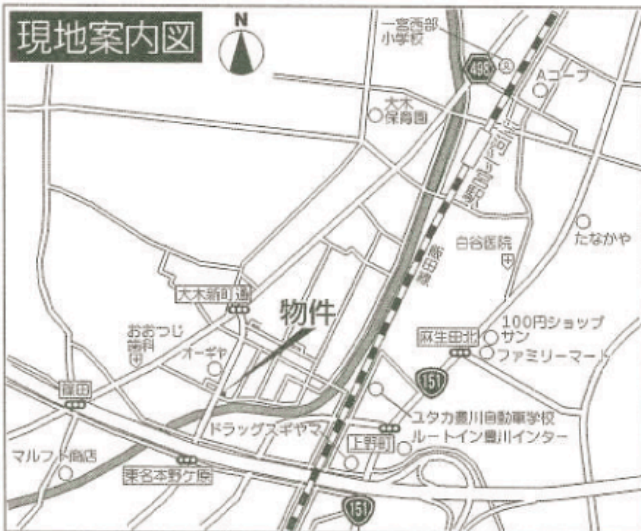 現地案内図
N
一宮西部
小学校
498
Aコープ
大木
保育園
三河一宮駅
飯田線
白谷医院
たなかや
大木新町通
物件
おおつじ
歯科
オーギヤ
麻生田北
100円ショップ
サン
ファミリーマート
151
篠田
ドラッグスギヤマ
ユタカ豊川自動車学校
上野町
ルートイン豊川インター
マルフト商店
東名本野ケ原
151